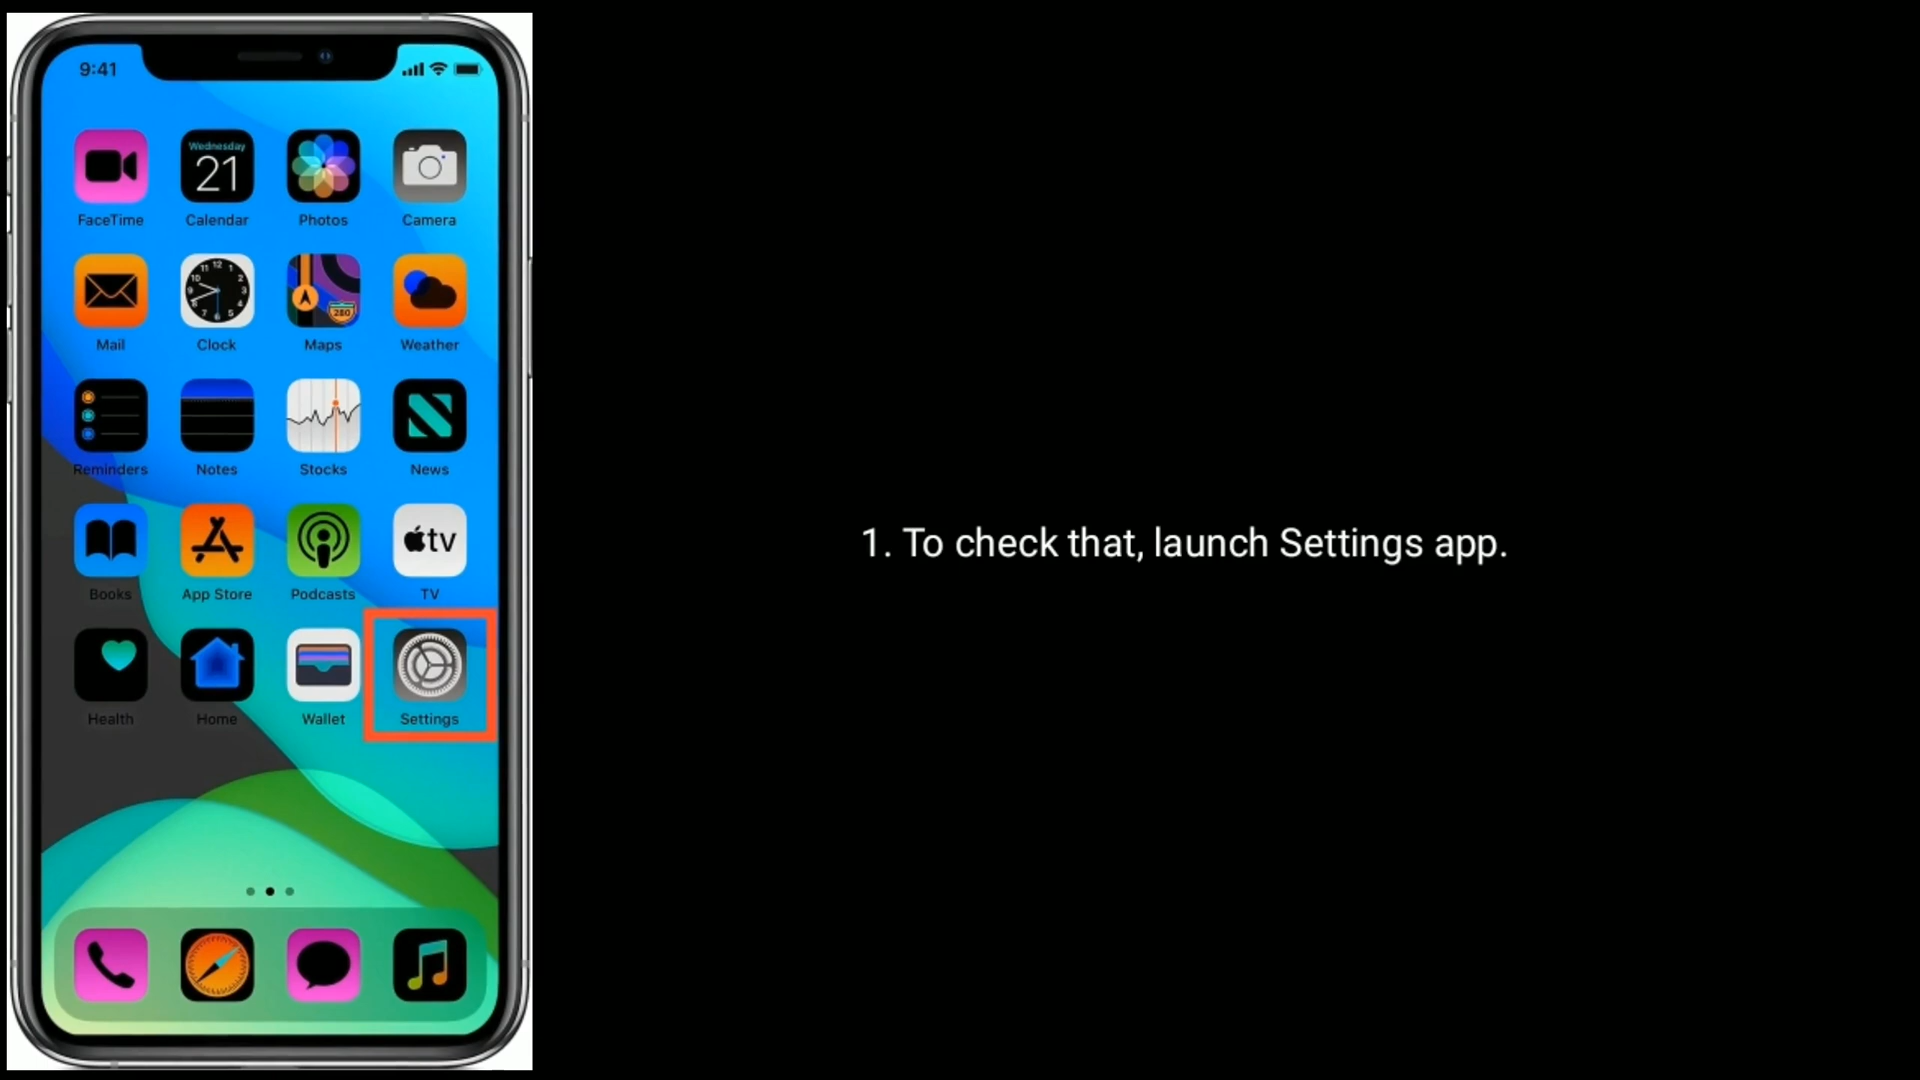 9:41
Wednesday
21
FaceTime
Calendar
Photos
Camera
280
Mail
Clock
Maps
Weather
Reminders
Notes
Stocks
News
tv
Books
App Store
Podcasts
TV
Health
Home
Wallet
Settings
1. To check that, launch Settings app.